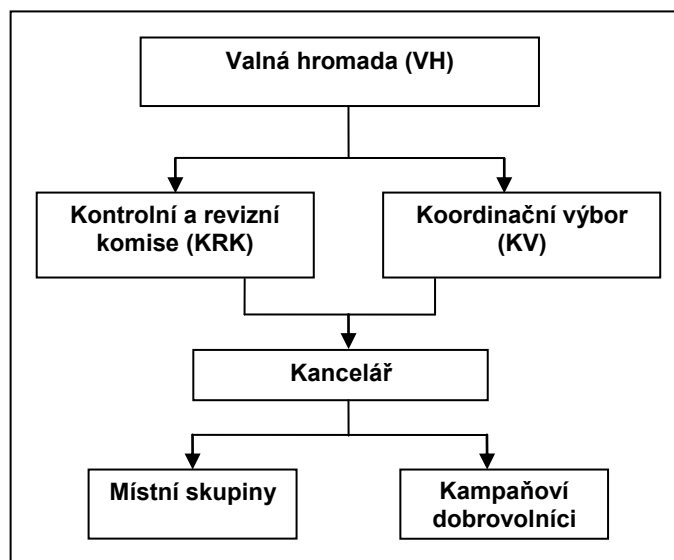 Valná hromada (VH)
Kontrolní a revizní
komise (KRK)
Koordinační výbor
(KV)
Kancelář
Místní skupiny
Kampaňoví
dobrovolníci